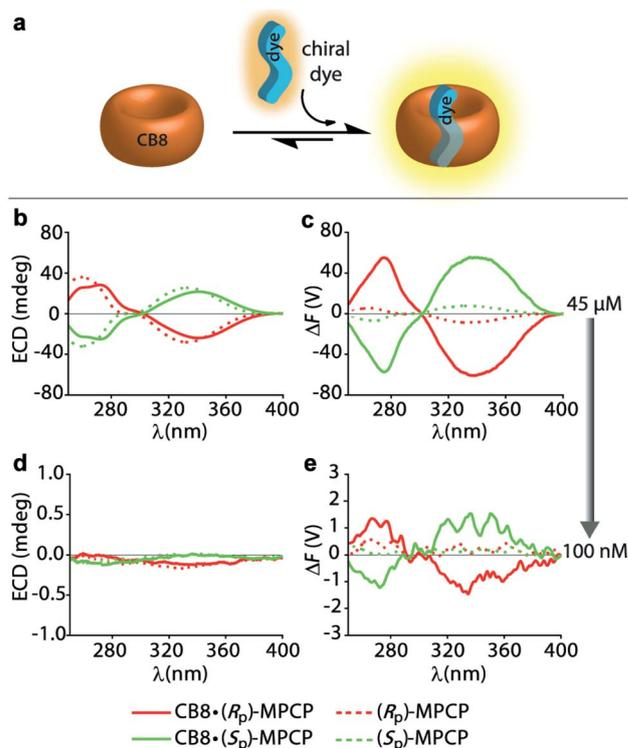 a
dye
chiral
dye
CB8
dye
b
80
40
0
-40
-80
ECD (mdeg)
280 320 360 400
λ(nm)
c
80
40
0
-40
-80
ΔF (V)
280 320 360 400
λ(nm)
45 μM
d
1.0
0.5
0.0
-0.5
-1.0
ECD (mdeg)
280 320 360 400
λ(nm)
e
3
2
1
0
-1
-2
-3
ΔF (V)
280 320 360 400
λ(nm)
100 nM
CB8•(Rp)-MPCP (Rp)-MPCP
CB8•(Sp)-MPCP (Sp)-MPCP